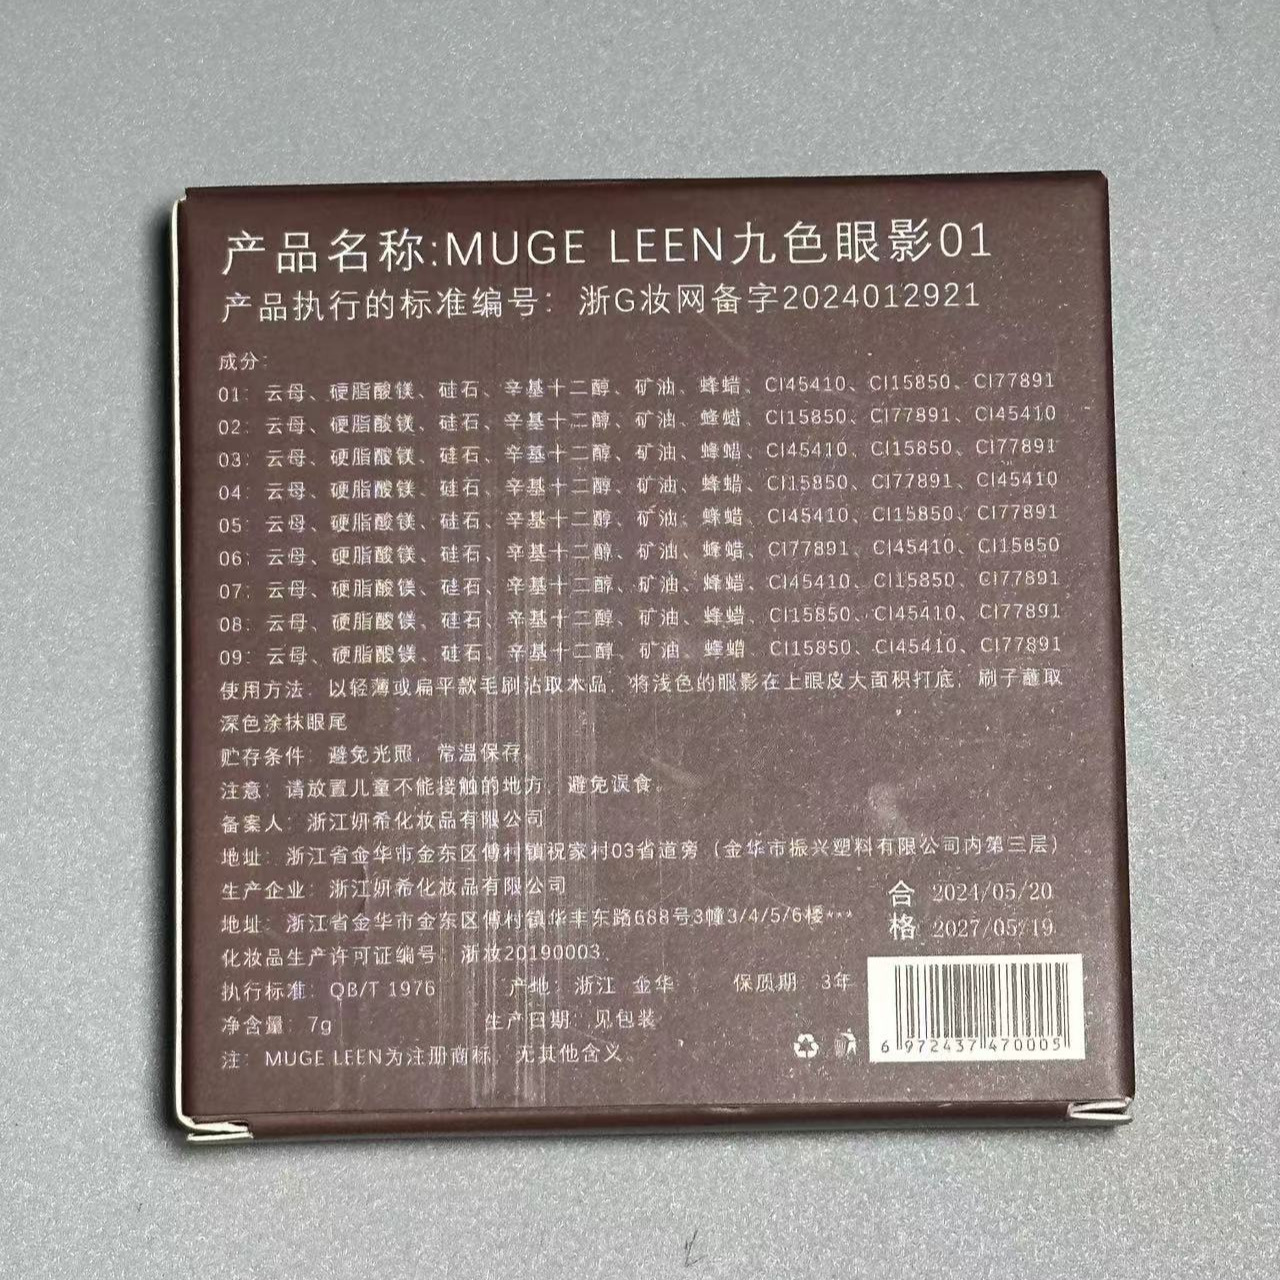 产品名称:MUGE LEEN九色眼影01
产品执行的标准编号：浙G妆网备字2024012921
成分：
01：云母、硬脂酸镁、硅石、辛基十二醇、矿油、蜂蜡、CI45410、CI15850、CI77891
02：云母、硬脂酸镁、硅石、辛基十二醇、矿油、蜂蜡、CI15850、CI77891、CI45410
03：云母、硬脂酸镁、硅石、辛基十二醇、矿油、蜂蜡、CI45410、CI15850、CI77891
04：云母、硬脂酸镁、硅石、辛基十二醇、矿油、蜂蜡、CI15850、CI77891、CI45410
05：云母、硬脂酸镁、硅石、辛基十二醇、矿油、蜂蜡、CI45410、CI15850、CI77891
06：云母、硬脂酸镁、硅石、辛基十二醇、矿油、蜂蜡、CI77891、CI45410、CI15850
07：云母、硬脂酸镁、硅石、辛基十二醇、矿油、蜂蜡、CI45410、CI15850、CI77891
08：云母、硬脂酸镁、硅石、辛基十二醇、矿油、蜂蜡、CI15850、CI45410、CI77891
09：云母、硬脂酸镁、硅石、辛基十二醇、矿油、蜂蜡、CI15850、CI45410、CI77891
使用方法：以轻薄或扁平款毛刷沾取本品，将浅色的眼影在上眼皮大面积打底；刷子蘸取
深色涂抹眼尾
贮存条件：避免光照，常温保存。
注意：请放置儿童不能接触的地方，避免误食。
备案人：浙江妍希化妆品有限公司
地址：浙江省金华市金东区傅村镇祝家村03省道旁（金华市振兴塑料有限公司内第三层）
生产企业：浙江妍希化妆品有限公司
合格 2024/05/20
2027/05/19
地址：浙江省金华市金东区傅村镇华丰东路688号3幢3/4/5/6楼***
化妆品生产许可证编号：浙妆20190003.
执行标准：QB/T 1976 产地：浙江 金华 保质期：3年
净含量：7g 生产日期：见包装
注：MUGE LEEN为注册商标，无其他含义
6 972437 470005